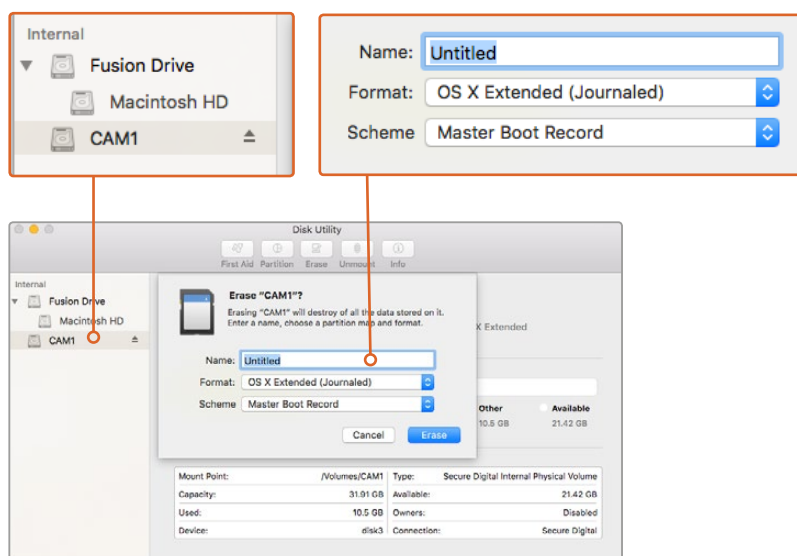 Internal
Fusion Drive
Macintosh HD
CAM1
Name: Untitled
Format: OS X Extended (Journaled)
Scheme Master Boot Record
Disk Utility
First Aid Partition Erase Unmount Info
Internal
Fusion Drive
Macintosh HD
CAM1
Erase "CAM1"?
Erasing "CAM1" will destroy of all the data stored on it.
Enter a name, choose a partition map and format.
X Extended
Name: Untitled
Format: OS X Extended (Journaled)
Scheme Master Boot Record
Cancel Erase
Other Available
10.5 GB 21.42 GB
Mount Point: /Volumes/CAM1 Type: Secure Digital Internal Physical Volume
Capacity: 31.91 GB Available: 21.42 GB
Used: 10.5 GB Owners: Disabled
Device: disk3 Connection: Secure Digital